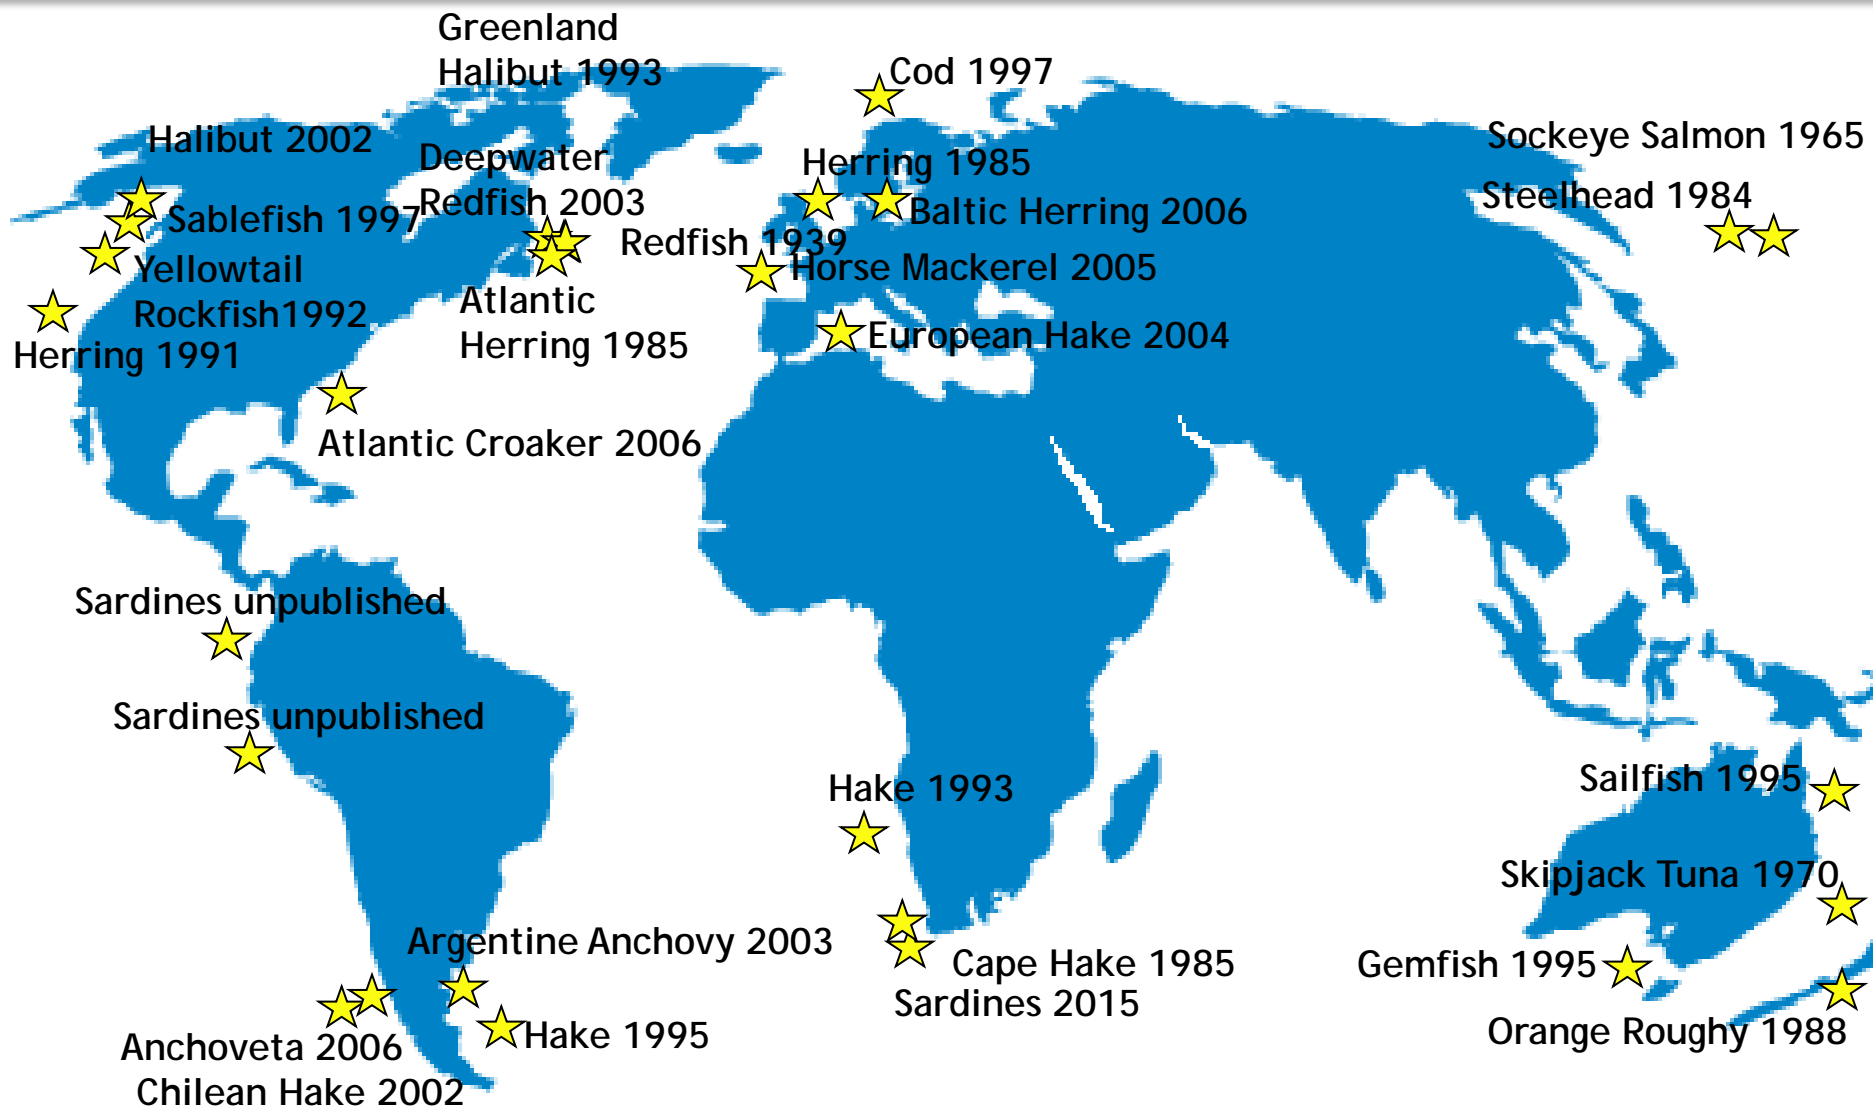 Greenland
Halibut 1993
Cod 1997
Halibut 2002
Sockeye Salmon 1965
Deepwater
Redfish 2003
Herring 1985
Steelhead 1984
Sablefish 1997
Baltic Herring 2006
Redfish 1939
Yellowtail
Rockfish1992
Horse Mackerel 2005
Atlantic
Herring 1985
European Hake 2004
Herring 1991
Atlantic Croaker 2006
Sardines unpublished
Sardines unpublished
Hake 1993
Sailfish 1995
Skipjack Tuna 1970
Argentine Anchovy 2003
Cape Hake 1985
Sardines 2015
Gemfish 1995
Orange Roughy 1988
Hake 1995
Anchoveta 2006
Chilean Hake 2002